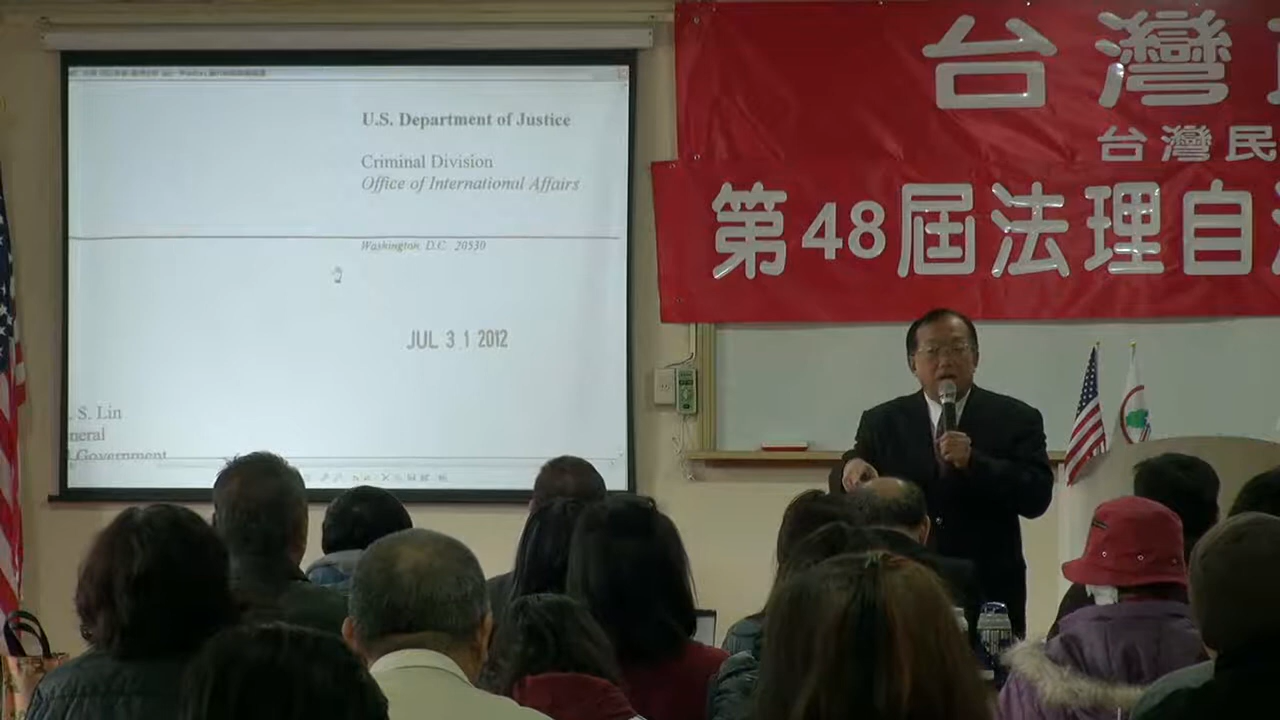 U.S. Department of Justice
Criminal Division
Office of International Affairs
Washington, D.C. 20530
JUL 3 1 2012
. S. Lin
neral
Government
台灣
台灣民
第48屆法理自